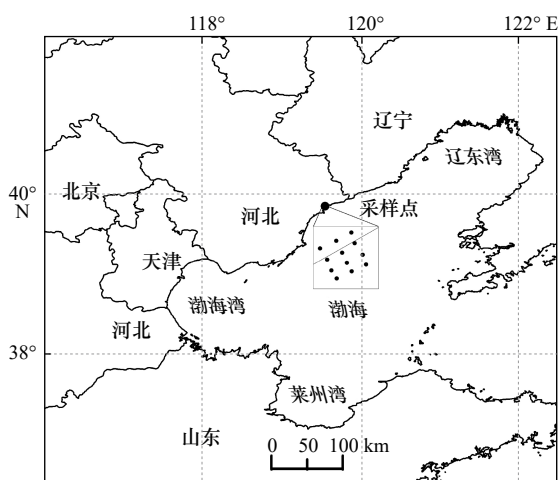 118° 120° 122° E
辽宁
辽东湾
40°
N
北京
河北
采样点
天津
渤海湾
渤海
河北
38°
莱州湾
山东
0 50 100 km